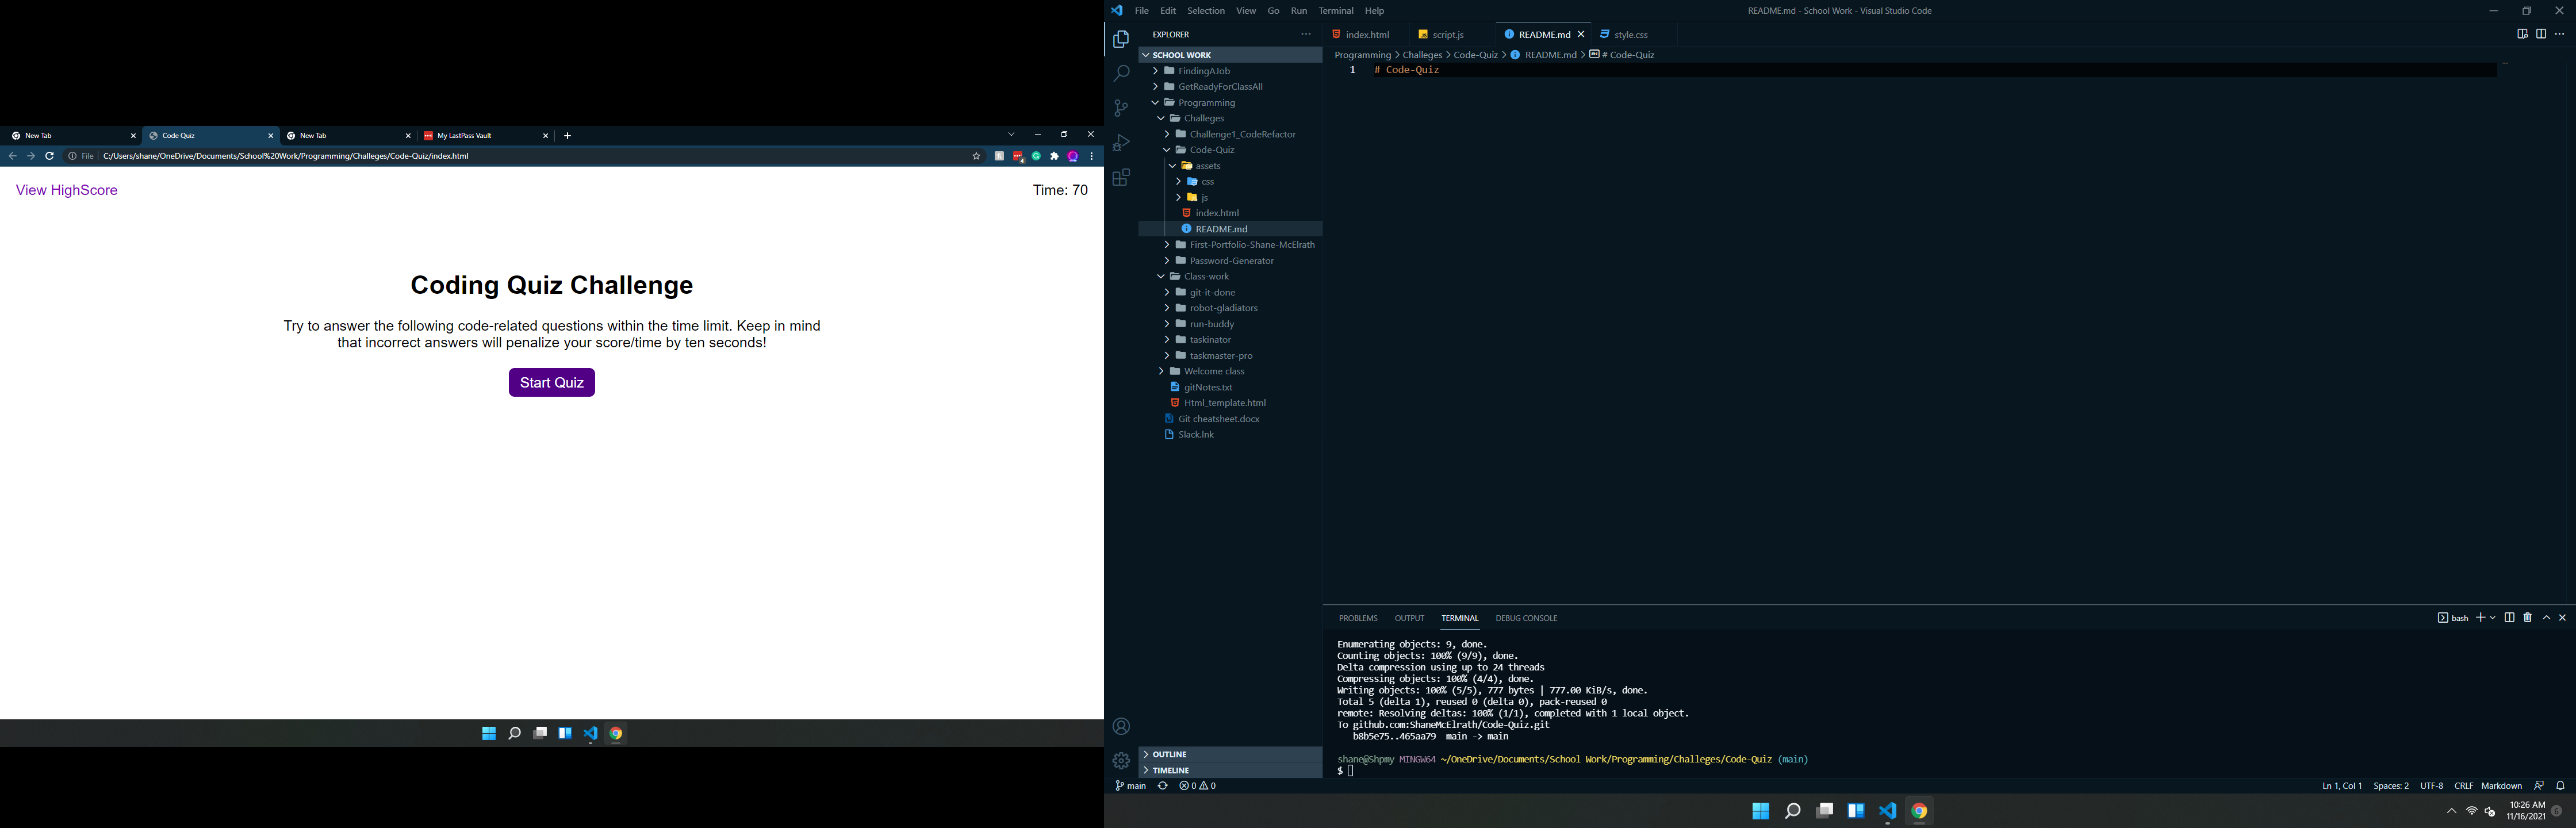 New Tab
Code Quiz
New Tab
My LastPass Vault
File
C:/Users/shane/OneDrive/Documents/School%20Work/Programming/Challeges/Code-Quiz/index.html
View HighScore
Time: 70
Coding Quiz Challenge
Try to answer the following code-related questions within the time limit. Keep in mind
that incorrect answers will penalize your score/time by ten seconds!
Start Quiz
File Edit Selection View Go Run Terminal Help
README.md - School Work - Visual Studio Code
EXPLORER
SCHOOL WORK
FindingAJob
GetReadyForClassAll
Programming
Challeges
Challenge1_CodeRefactor
Code-Quiz
assets
css
js
index.html
README.md
First-Portfolio-Shane-McElrath
Password-Generator
Class-work
git-it-done
robot-gladiators
run-buddy
taskinator
taskmaster-pro
Welcome class
gitNotes.txt
Html_template.html
Git cheatsheet.docx
Slack.lnk
OUTLINE
TIMELINE
index.html
script.js
README.md
style.css
Programming > Challeges > Code-Quiz > README.md > # Code-Quiz
1 # Code-Quiz
PROBLEMS OUTPUT TERMINAL DEBUG CONSOLE
bash
Enumerating objects: 9, done.
Counting objects: 100% (9/9), done.
Delta compression using up to 24 threads
Compressing objects: 100% (4/4), done.
Writing objects: 100% (5/5), 777 bytes | 777.00 KiB/s, done.
Total 5 (delta 1), reused 0 (delta 0), pack-reused 0
remote: Resolving deltas: 100% (1/1), completed with 1 local object.
To github.com:ShaneMcElrath/Code-Quiz.git
b8b5e75..465aa79 main -> main
shane@Shpmy MINGW64 ~/OneDrive/Documents/School Work/Programming/Challeges/Code-Quiz (main)
$
main
0 0
Ln 1, Col 1 Spaces: 2 UTF-8 CRLF Markdown
10:26 AM
11/16/2021